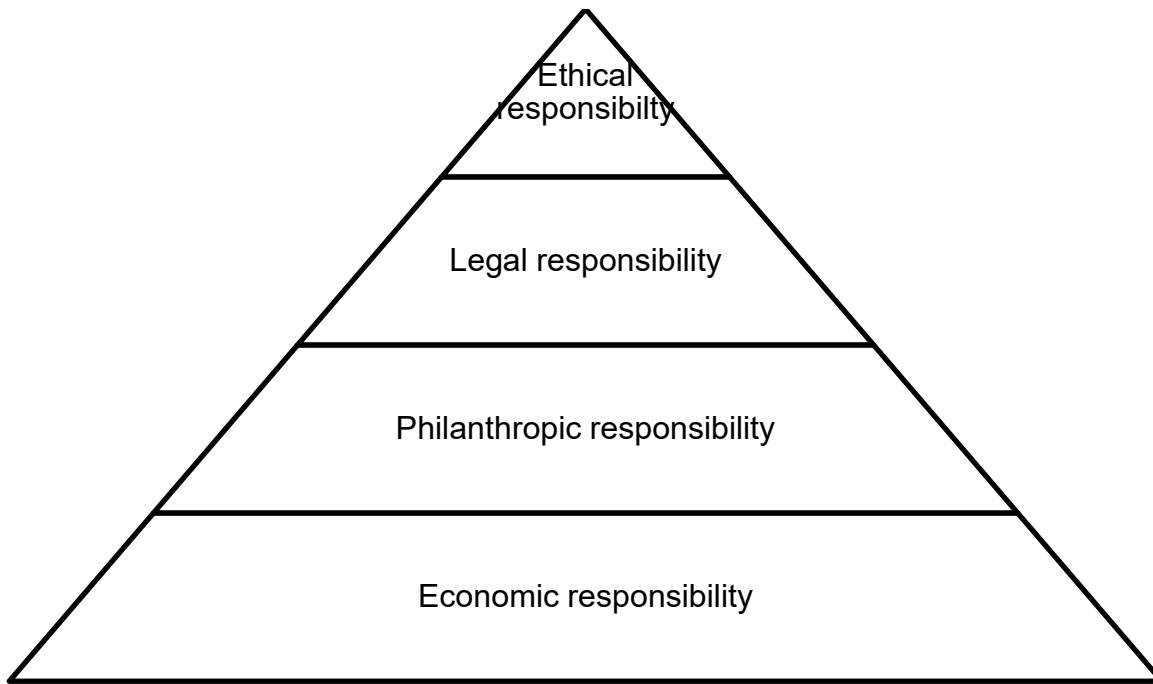 Ethical
responsibilty
Legal responsibility
Philanthropic responsibility
Economic responsibility